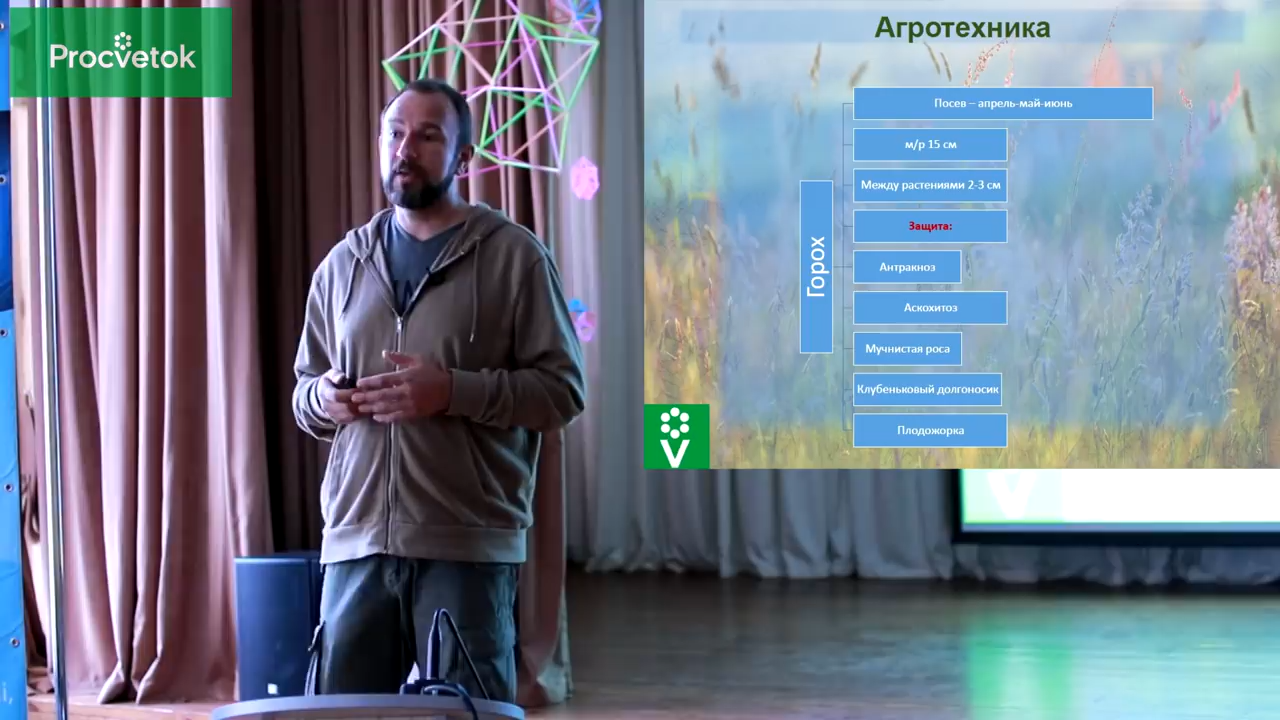 Procvetok
Агротехника
Горох
Посев – апрель-май-июнь
м/р 15 см
Между растениями 2-3 см
Защита:
Антракноз
Аскохитоз
Мучнистая роса
Клубеньковый долгоносик
Плодожорка